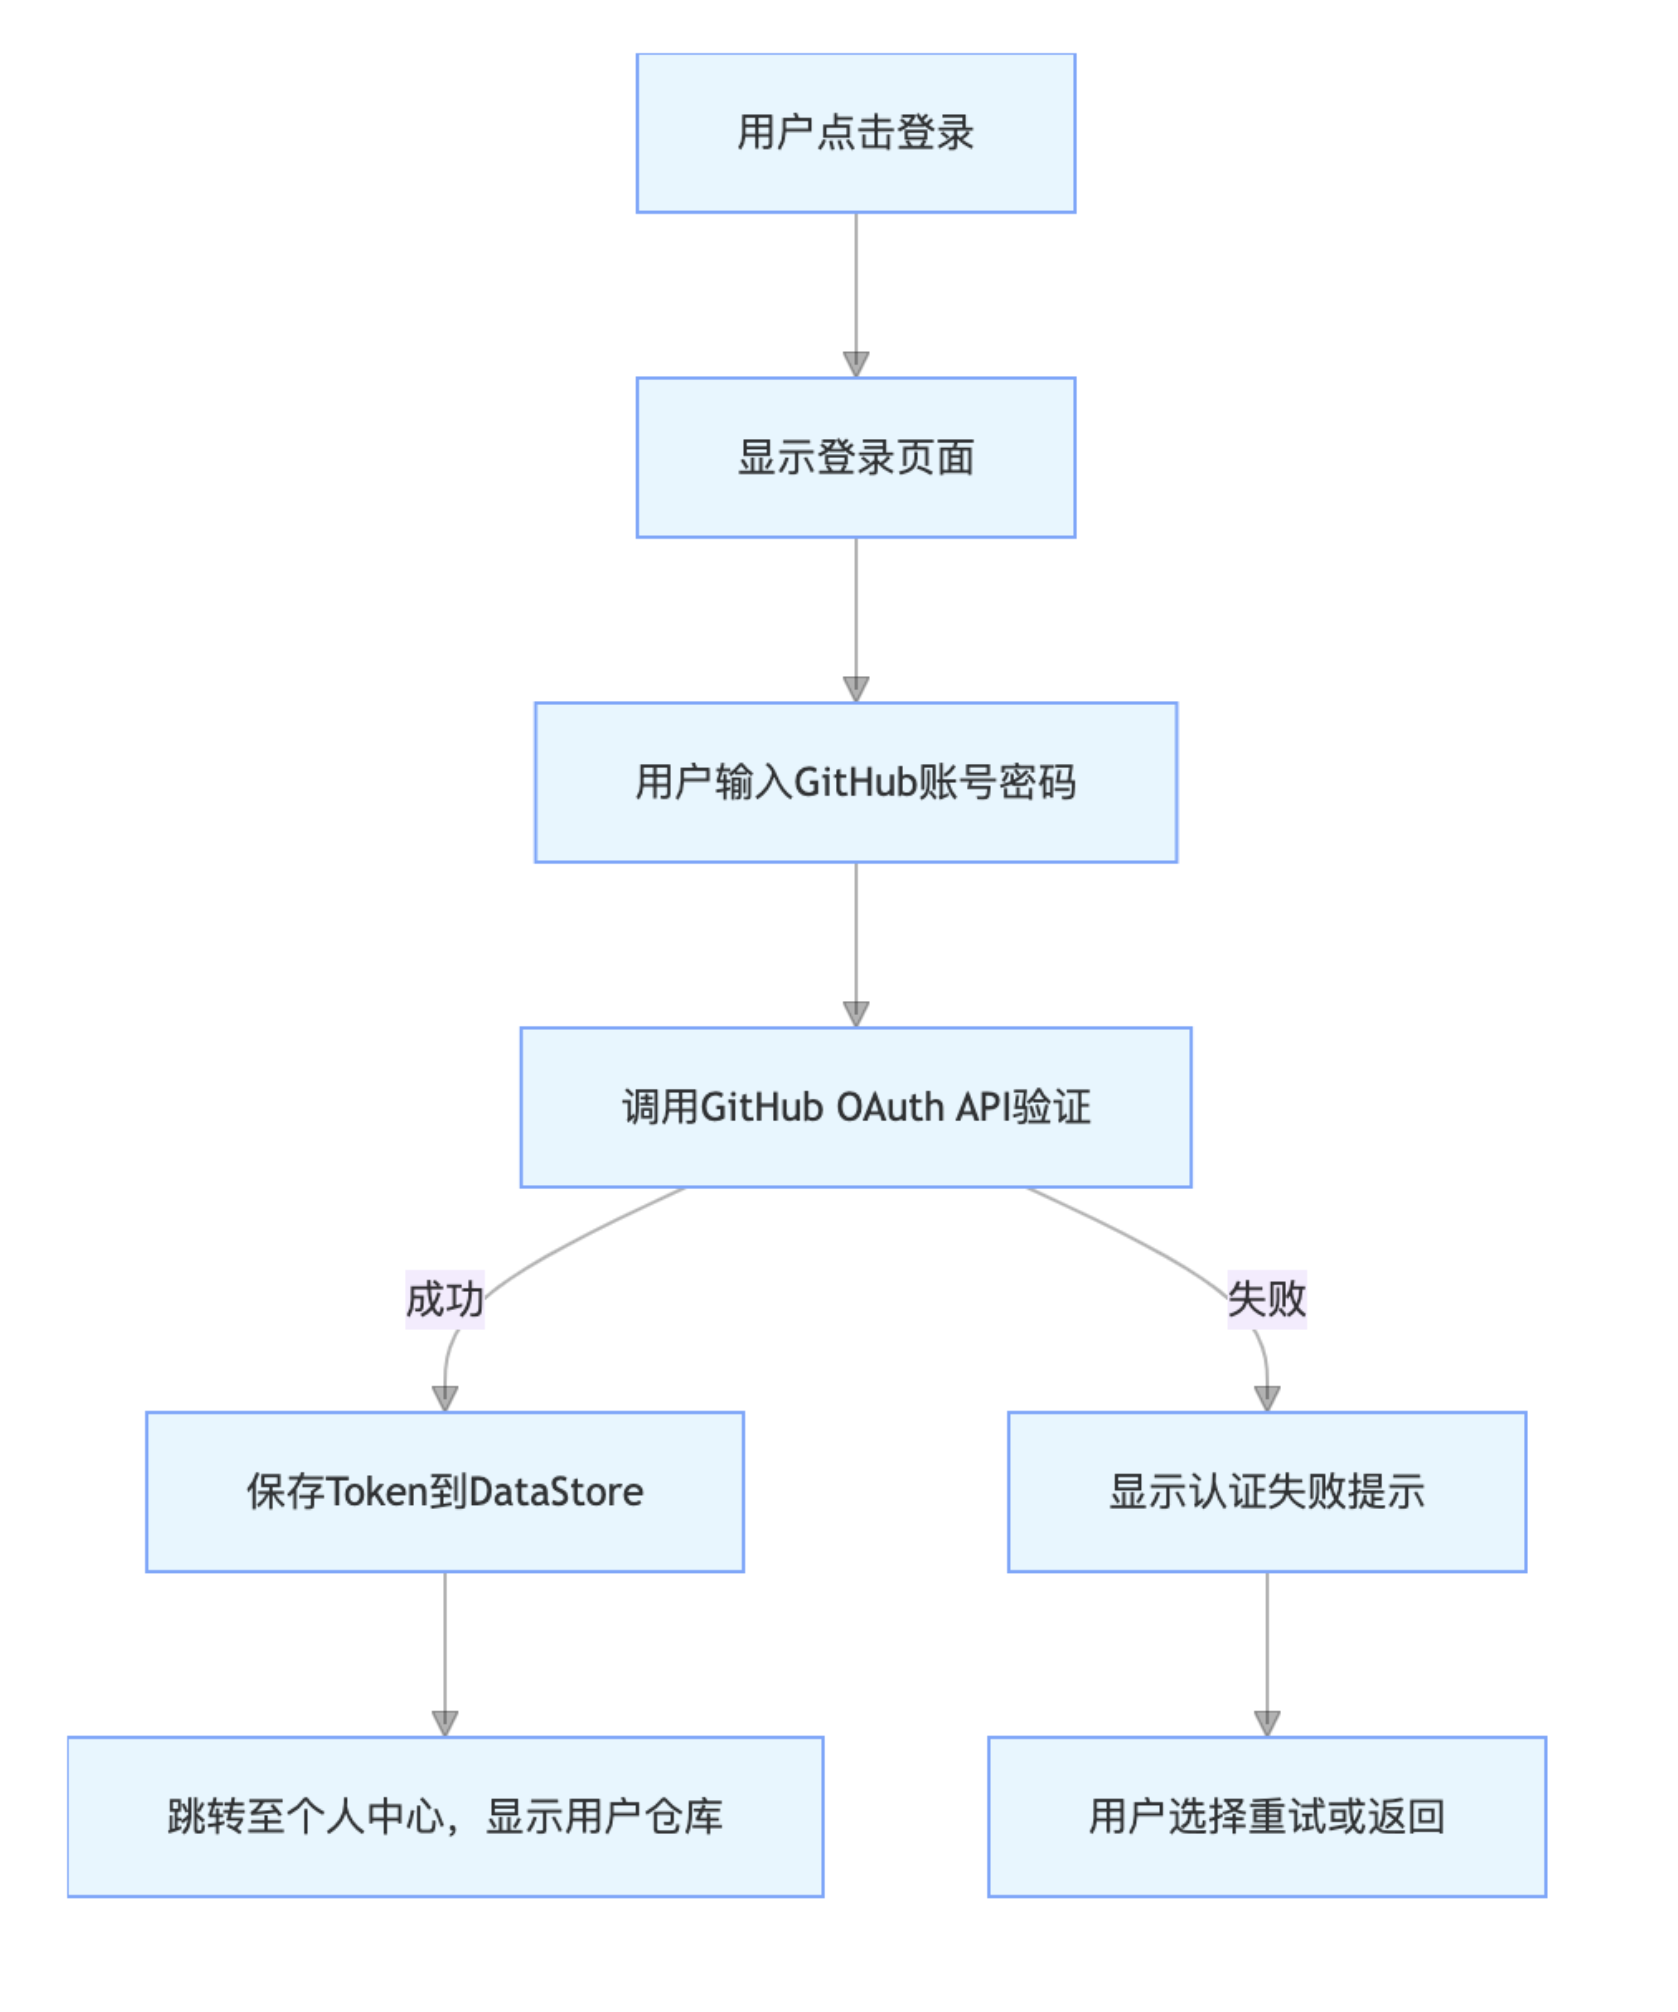 用户点击登录
显示登录页面
用户输入GitHub账号密码
调用GitHub OAuth API验证
成功
失败
保存Token到DataStore
显示认证失败提示
跳转至个人中心，显示用户仓库
用户选择重试或返回